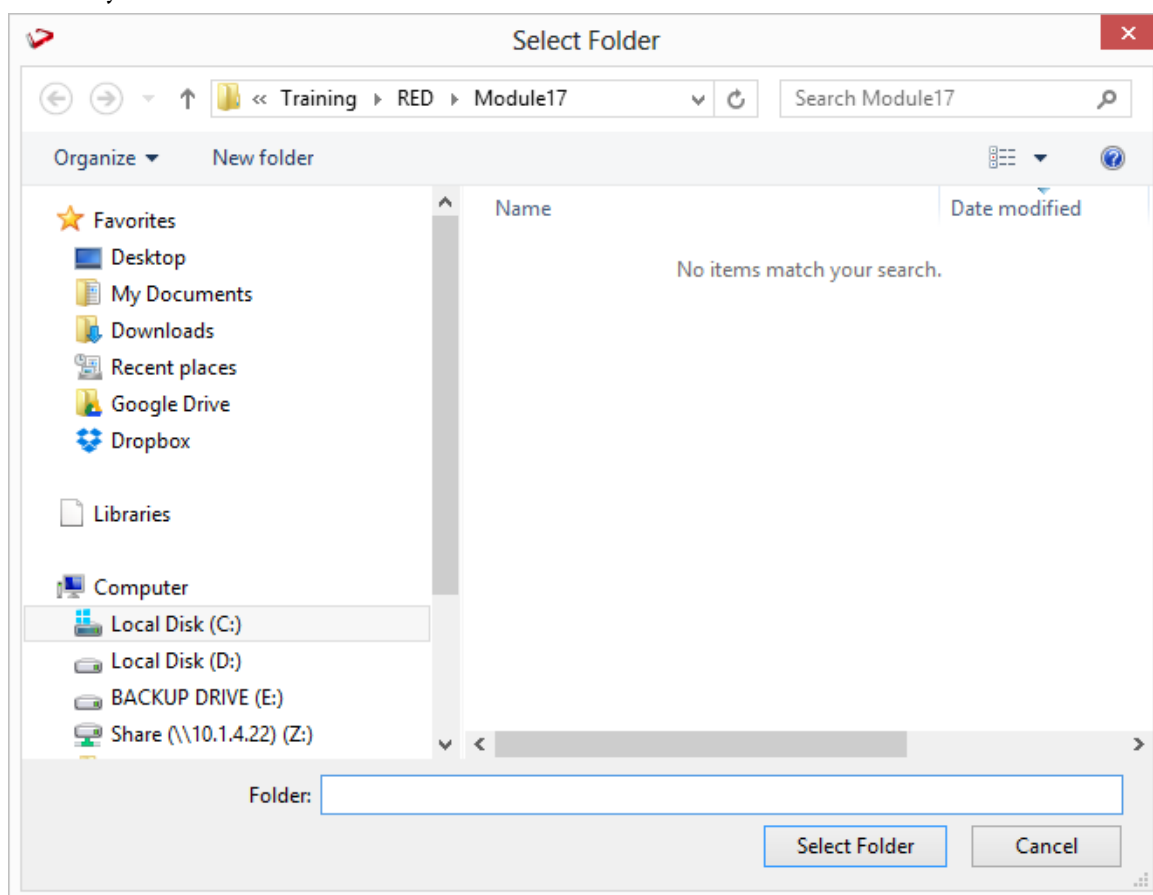 Select Folder
« Training RED Module17
Search Module17
Organize New folder
Favorites
Name Date modified
Desktop
No items match your search.
My Documents
Downloads
Recent places
Google Drive
Dropbox
Libraries
Computer
Local Disk (C:)
Local Disk (D:)
BACKUP DRIVE (E:)
Share (\\10.1.4.22) (Z:)
Folder:
Select Folder Cancel